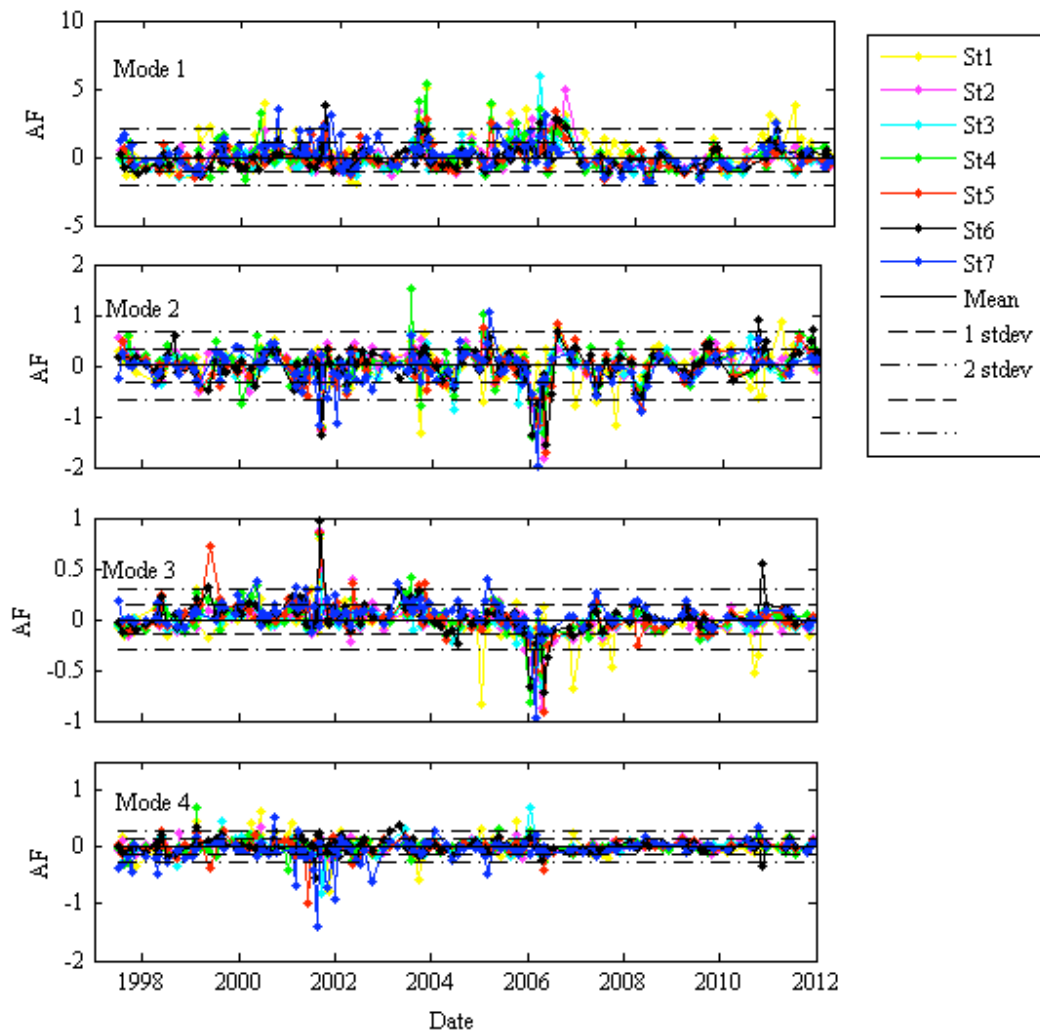 10
5
0
-5
AF
Mode 1
2
1
0
-1
-2
AF
Mode 2
1
0.5
0
-0.5
-1
AF
Mode 3
1
0
-1
-2
AF
Mode 4
1998 2000 2002 2004 2006 2008 2010 2012
Date
St1
St2
St3
St4
St5
St6
St7
Mean
1 stdev
2 stdev